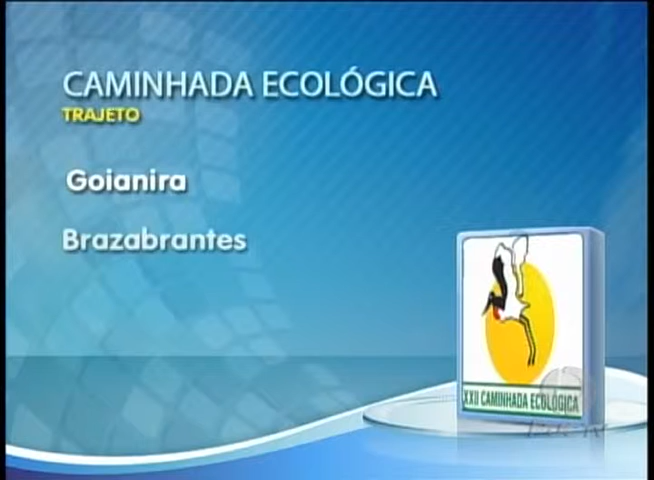 CAMINHADA ECOLÓGICA
TRAJETO
Goianira
Brazabrantes
XXII CAMINHADA ECOLÓGICA